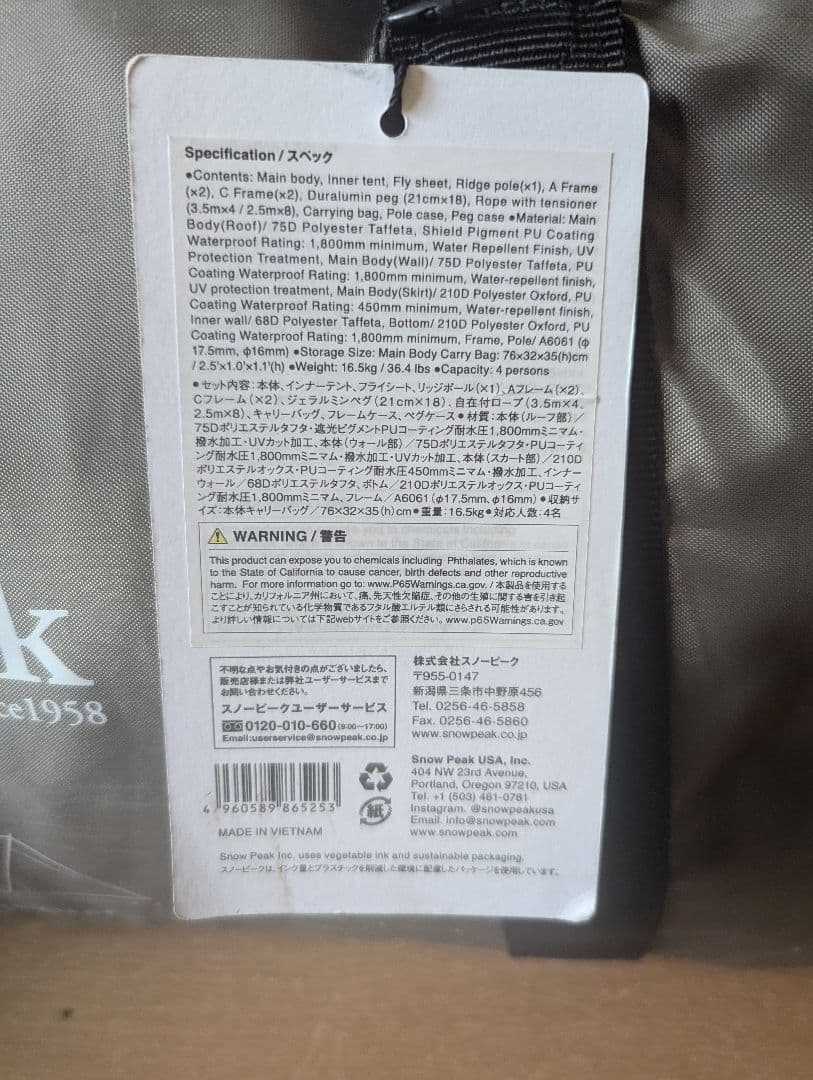 Specification / スペック
●Contents: Main body, Inner tent, Fly sheet, Ridge pole(×1), A Frame
(×2), C Frame(×2), Duralumin peg (21cm×18), Rope with tensioner
(3.5m×4 / 2.5m×8), Carrying bag, Pole case, Peg case ●Material: Main
Body(Roof)/ 75D Polyester Taffeta, Shield Pigment PU Coating
Waterproof Rating: 1,800mm minimum, Water Repellent Finish, UV
Protection Treatment, Main Body(Wall)/ 75D Polyester Taffeta, PU
Coating Waterproof Rating: 1,800mm minimum, Water-repellent finish,
UV protection treatment, Main Body(Skirt)/ 210D Polyester Oxford, PU
Coating Waterproof Rating: 450mm minimum, Water-repellent finish,
Inner wall/ 68D Polyester Taffeta, Bottom/ 210D Polyester Oxford, PU
Coating Waterproof Rating: 1,800mm minimum, Frame, Pole/ A6061 (φ
17.5mm, φ16mm) ●Storage Size: Main Body Carry Bag: 76×32×35(h)cm
/ 2.5'×1.0'×1.1'(h) ●Weight: 16.5kg / 36.4 lbs ●Capacity: 4 persons
●セット内容：本体、インナーテント、フライシート、リッジポール（×1）、Aフレーム（×2）、
Cフレーム（×2）、ジェラルミンペグ（21cm×18）、自在付ロープ（3.5m×4、
2.5m×8）、キャリーバッグ、フレームケース、ペグケース●材質：本体（ルーフ部）／
75Dポリエステルタフタ・遮光ピグメントPUコーティング耐水圧1,800mmミニマム・
撥水加工・UVカット加工、本体（ウォール部）／75Dポリエステルタフタ・PUコーティ
ング耐水圧1,800mmミニマム・撥水加工・UVカット加工、本体（スカート部）／210D
ポリエステルオックス・PUコーティング耐水圧450mmミニマム・撥水加工、インナー
ウォール／68Dポリエステルタフタ、ボトム／210Dポリエステルオックス・PUコーティ
ング耐水圧1,800mmミニマム、フレーム／A6061（φ17.5mm、φ16mm）●収納サ
イズ：本体キャリーバッグ／76×32×35（h）cm●重量：16.5kg●対応人数：4名
WARNING / 警告
This product can expose you to chemicals including Phthalates, which is known
to the State of California to cause cancer, birth defects and other reproductive
harm. For more information go to: www.P65Warnings.ca.gov. / 本製品を使用する
ことにより、カリフォルニア州において、癌、先天性欠陥症、その他の生殖に関する害を引き起
こすことが知られている化学物質であるフタル酸エルテル類にさらされる可能性があります。
より詳しい情報については下記webサイトをご参照ください。www.p65Warnings.ca.gov
k
ce1958
不明な点やお気付きの点がございましたら、
販売店様または弊社ユーザーサービスまで
お問い合わせください。
スノーピークユーザーサービス
0120-010-660 (9:00〜17:00)
Email:userservice@snowpeak.co.jp
株式会社スノーピーク
〒955-0147
新潟県三条市中野原456
Tel. 0256-46-5858
Fax. 0256-46-5860
www.snowpeak.co.jp
4 960589 865253
MADE IN VIETNAM
紙
Snow Peak USA, Inc.
404 NW 23rd Avenue,
Portland, Oregon 97210, USA
Tel. +1 (503) 461-0781
Instagram. @snowpeakusa
Email. info@snowpeak.com
www.snowpeak.com
Snow Peak Inc. uses vegetable ink and sustainable packaging.
スノーピークは、インク量とプラスチックを削減した環境に配慮したパッケージを使用しています。